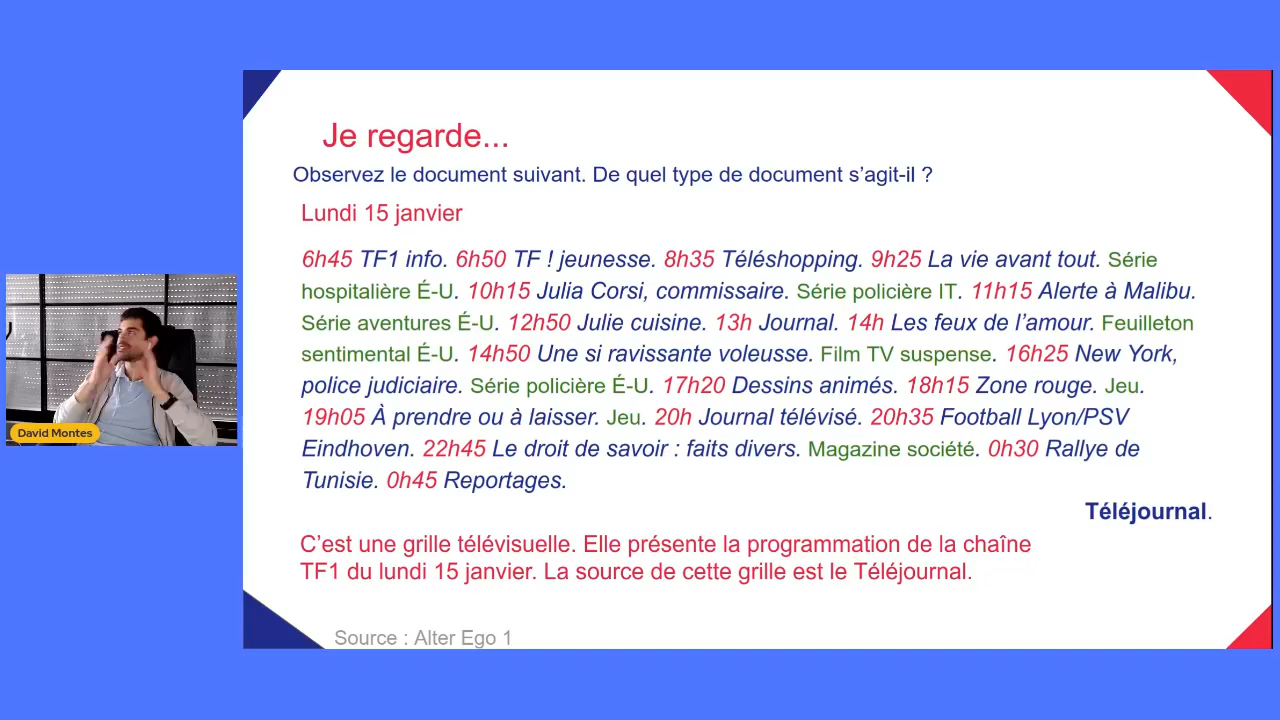 Je regarde...
Observez le document suivant. De quel type de document s'agit-il ?
Lundi 15 janvier
6h45 TF1 info. 6h50 TF ! jeunesse. 8h35 Téléshopping. 9h25 La vie avant tout. Série
hospitalière É-U. 10h15 Julia Corsi, commissaire. Série policière IT. 11h15 Alerte à Malibu.
Série aventures É-U. 12h50 Julie cuisine. 13h Journal. 14h Les feux de l'amour. Feuilleton
sentimental É-U. 14h50 Une si ravissante voleusse. Film TV suspense. 16h25 New York,
police judiciaire. Série policière É-U. 17h20 Dessins animés. 18h15 Zone rouge. Jeu.
19h05 À prendre ou à laisser. Jeu. 20h Journal télévisé. 20h35 Football Lyon/PSV
Eindhoven. 22h45 Le droit de savoir : faits divers. Magazine société. 0h30 Rallye de
Tunisie. 0h45 Reportages.
Téléjournal.
C'est une grille télévisuelle. Elle présente la programmation de la chaîne
TF1 du lundi 15 janvier. La source de cette grille est le Téléjournal.
Source : Alter Ego 1
David Montes